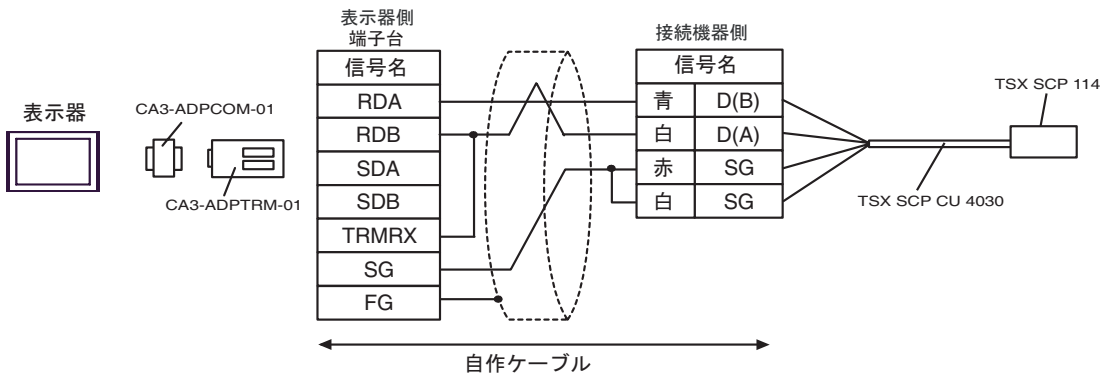 表示器
CA3-ADPCOM-01
CA3-ADPTRM-01
表示器側
端子台
信号名
RDA
RDB
SDA
SDB
TRMRX
SG
FG
接続機器側
信号名
青 D(B)
白 D(A)
赤 SG
白 SG
TSX SCP 114
TSX SCP CU 4030
自作ケーブル